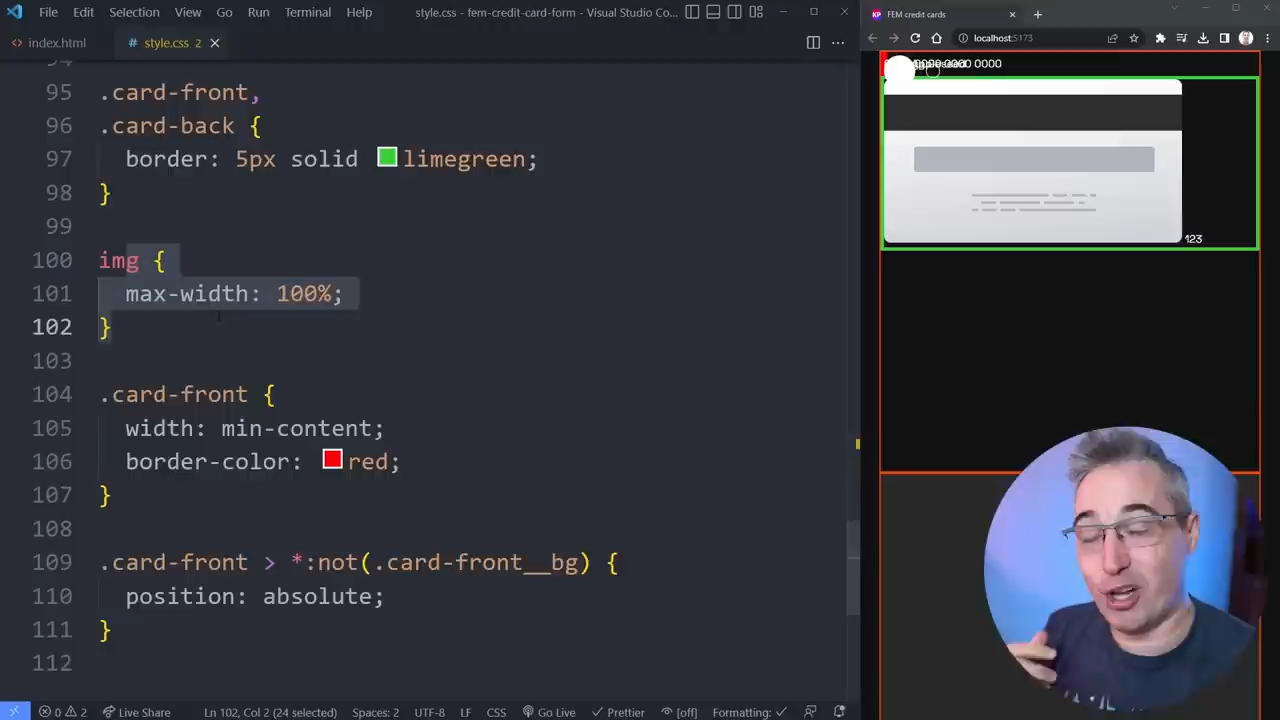 File Edit Selection View Go Run Terminal Help style.css - fem-credit-card-form - Visual Studio Co...
index.html style.css 2
94
95 .card-front,
96 .card-back {
97 border: 5px solid limegreen;
98 }
99
100 img {
101 max-width: 100%;
102 }
103
104 .card-front {
105 width: min-content;
106 border-color: red;
107 }
108
109 .card-front > *:not(.card-front__bg) {
110 position: absolute;
111 }
112
0 2 Live Share Ln 102, Col 2 (24 selected) Spaces: 2 UTF-8 LF CSS Go Live Prettier [off] Formatting:
KP FEM credit cards
localhost:5173
0000 0000
123